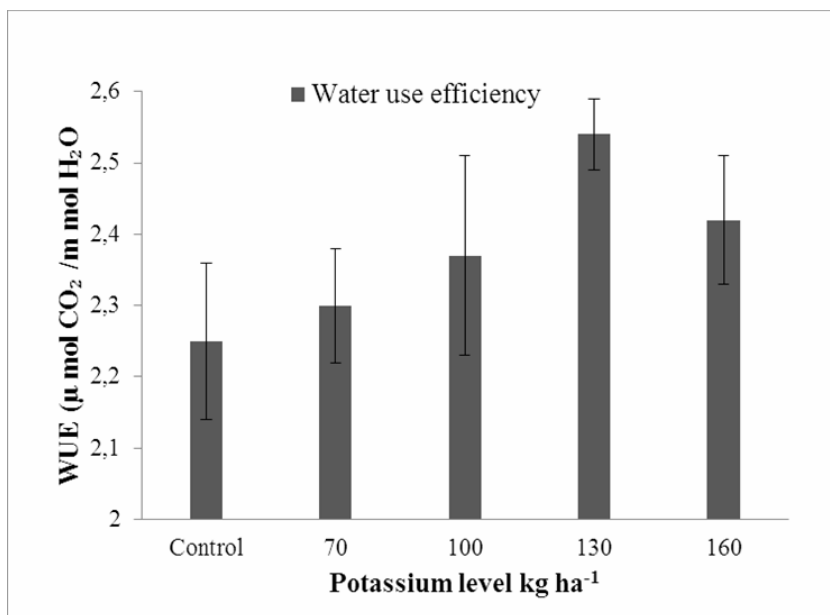 Water use efficiency
WUE (µ mol CO₂ /m mol H₂O
2,6
2,5
2,4
2,3
2,2
2,1
2
Control 70 100 130 160
Potassium level kg ha⁻¹